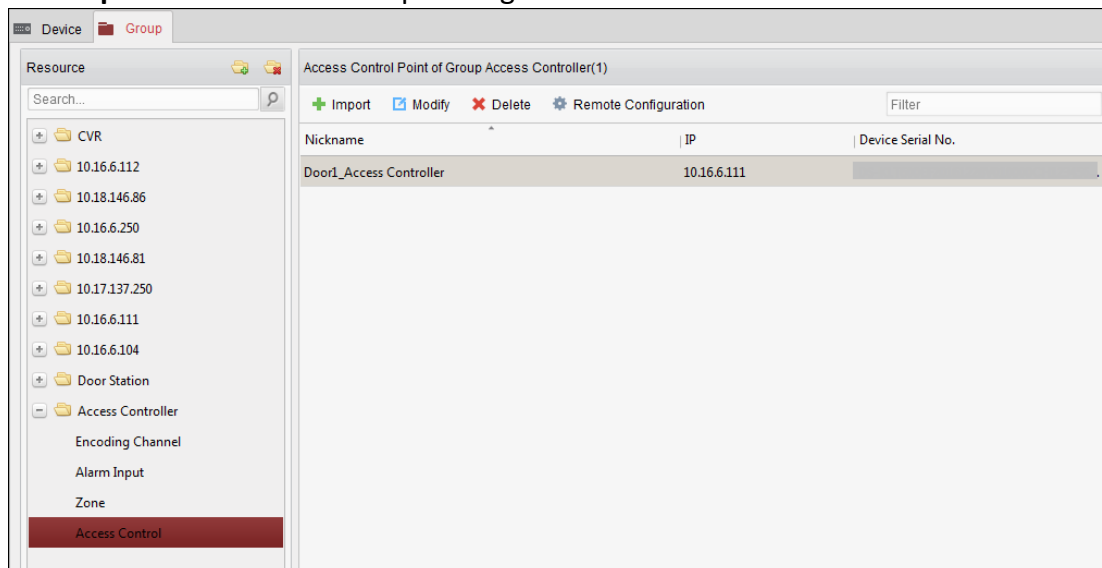 Device Group
Resource
Search...
CVR
10.16.6.112
10.18.146.86
10.16.6.250
10.18.146.81
10.17.137.250
10.16.6.111
10.16.6.104
Door Station
Access Controller
Encoding Channel
Alarm Input
Zone
Access Control
Access Control Point of Group Access Controller(1)
Import Modify Delete Remote Configuration Filter
Nickname IP Device Serial No.
Door1_Access Controller 10.16.6.111